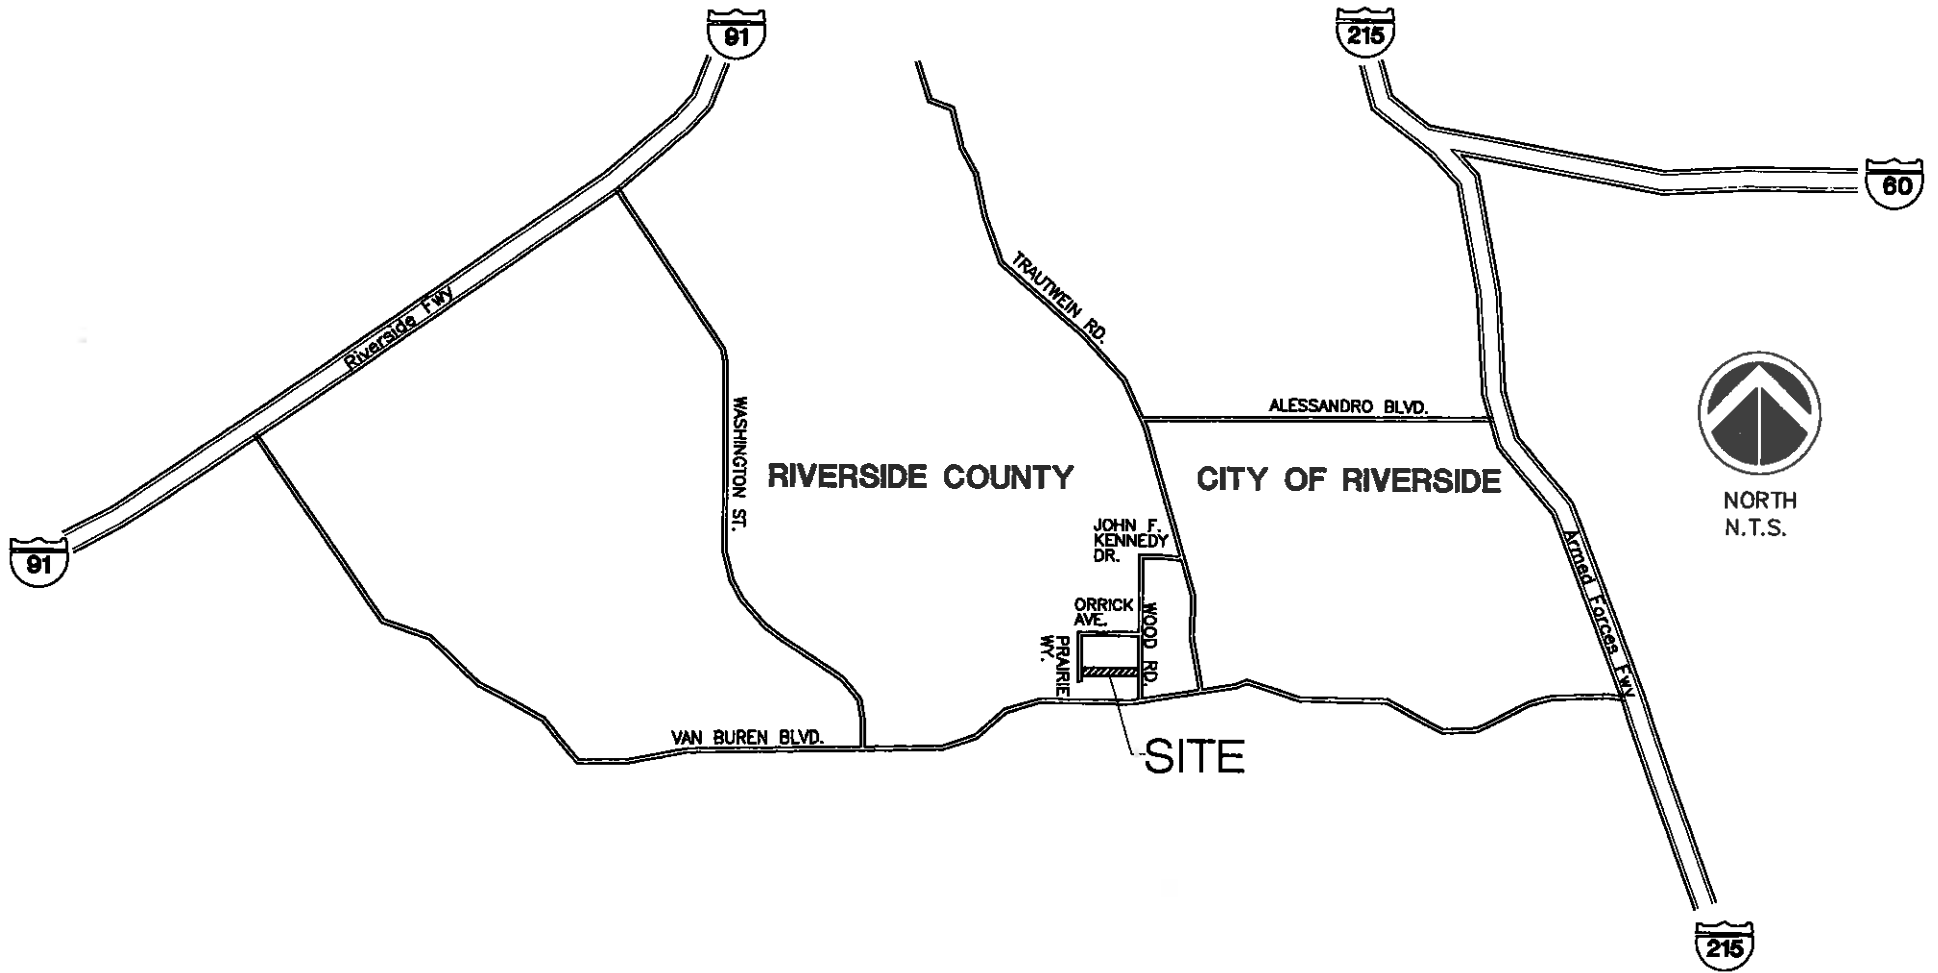 91
215
60
TRAUTWEIN RD.
Riverside Fwy
WASHINGTON ST.
ALESSANDRO BLVD.
RIVERSIDE COUNTY
CITY OF RIVERSIDE
NORTH
N.T.S.
JOHN F.
KENNEDY
DR.
91
Armed Forces Fwy
ORRICK
AVE.
WOOD RD.
PRAIRIE
WY.
VAN BUREN BLVD.
SITE
215